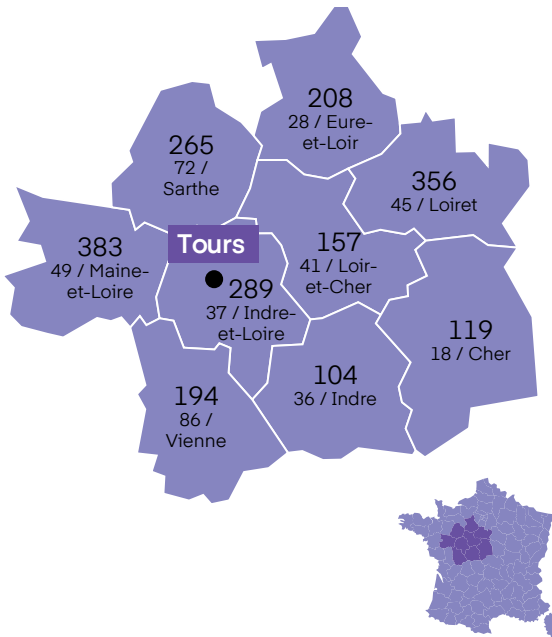 208
28 / Eure-
et-Loir
265
72 /
Sarthe
356
45 / Loiret
383
49 / Maine-
et-Loire
Tours
157
41 / Loir-
et-Cher
289
37 / Indre-
et-Loire
119
18 / Cher
194
86 /
Vienne
104
36 / Indre